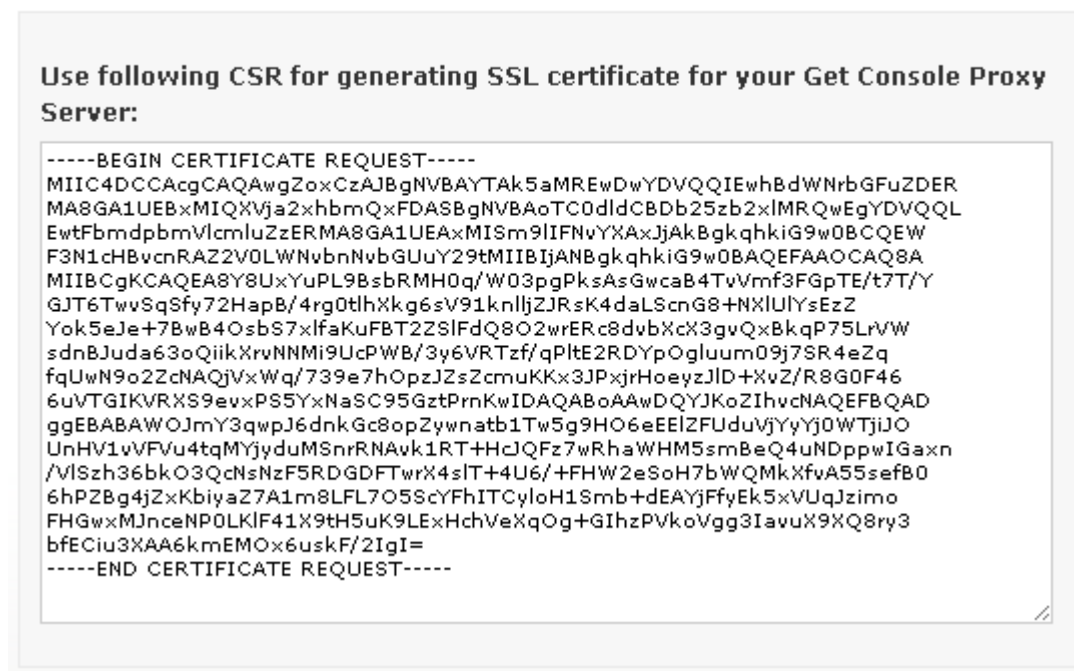 Use following CSR for generating SSL certificate for your Get Console Proxy
Server:
-----BEGIN CERTIFICATE REQUEST-----
MIIC4DCCAcgCAQAwgZoxCzAJBgNVBAYTAk5aMREwDwYDVQQIEwhBdWNrbGFuZDER
MA8GA1UEBxMIQXVja2xhbmQxFDASBgNVBAoTC0dldCBDb25zb2xlMRQwEgYDVQQL
EwtFbmdpbmVlcmluZzERMA8GA1UEAxMISm9lIFNvYXAxJjAkBgkqhkiG9w0BCQEW
F3N1cHBvcnRAZ2V0LWNvbnNvbGUuY29tMIIBIjANBgkqhkiG9w0BAQEFAAOCAQ8A
MIIBCgKCAQEA8Y8UxYuPL9BsbRMH0q/W03pgPksAsGwcaB4TvVmf3FGpTE/t7T/Y
GJT6TwvSqSfy72HapB/4rg0tlhXkg6sV91knlljZJRsK4daLScnG8+NXlUlYsEzZ
Yok5eJe+7BwB4OsbS7xlfaKuFBT2ZSlFdQ8O2wrERc8dvbXcX3gvQxBkqP75LrVW
sdnBJuda63oQiikXrvNNMi9UcPWB/3y6VRTzf/qPltE2RDYpOgluum09j7SR4eZq
fqUwN9o2ZcNAQjVxWq/739e7hOpzJZsZcmuKKx3JPxjrHoeyzJlD+XvZ/R8G0F46
6uVTGIKVRXS9evxPS5YxNaSC95GztPrnKwIDAQABoAAwDQYJKoZIhvcNAQEFBQAD
ggEBABAWOJmY3qwpJ6dnkGc8opZywnatb1Tw5g9HO6eEElZFUduVjYyYj0WTjiJO
UnHV1vVFVu4tqMYjyduMSnrRNAvk1RT+HcJQFz7wRhaWHM5smBeQ4uNDppwIGaxn
/VlSzh36bkO3QcNsNzF5RDGDFTwrX4slT+4U6/+FHW2eSoH7bWQMkXfvA55sefB0
6hPZBg4jZxKbiyaZ7A1m8LFL7O5ScYFhITCyloH1Smb+dEAYjFfyEk5xVUqJzimo
FHGwxMJnceNP0LKlF41X9tH5uK9LExHchVeXqOg+GIhzPVkoVgg3IavuX9XQ8ry3
bfECiu3XAA6kmEMOx6uskF/2IgI=
-----END CERTIFICATE REQUEST-----